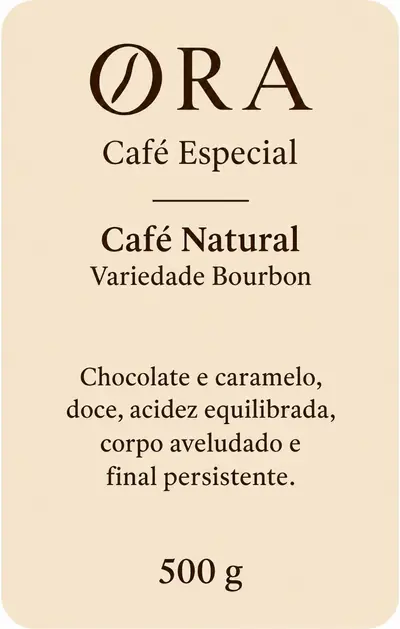 ORA
Café Especial
Café Natural
Variedade Bourbon
Chocolate e caramelo,
doce, acidez equilibrada,
corpo aveludado e
final persistente.
500 g